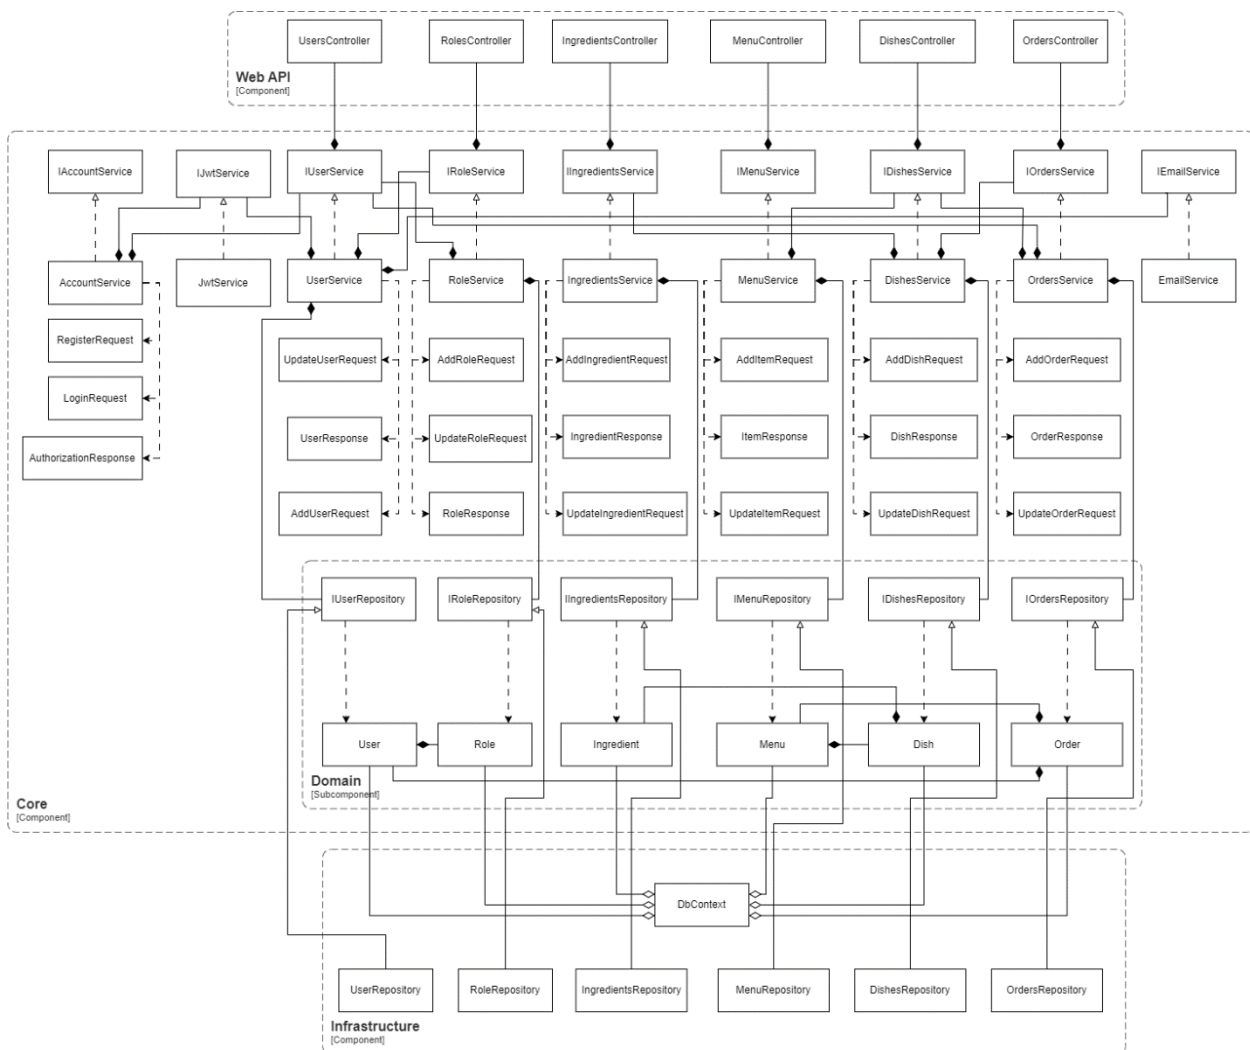 UsersController
RolesController
IngredientsController
MenuController
DishesController
OrdersController
Web API
[Component]
IAccountService
IJwtService
IUserService
IRoleService
IIngredientsService
IMenuService
IDishesService
IOrdersService
IEmailService
AccountService
JwtService
UserService
RoleService
IngredientsService
MenuService
DishesService
OrdersService
EmailService
RegisterRequest
UpdateUserRequest
AddRoleRequest
AddIngredientRequest
AddItemRequest
AddDishRequest
AddOrderRequest
LoginRequest
UserResponse
UpdateRoleRequest
IngredientResponse
ItemResponse
DishResponse
OrderResponse
AuthorizationResponse
AddUserRequest
RoleResponse
UpdateIngredientRequest
UpdateItemRequest
UpdateDishRequest
UpdateOrderRequest
IUserRepository
IRoleRepository
IIngredientsRepository
IMenuRepository
IDishesRepository
IOrdersRepository
User
Role
Ingredient
Menu
Dish
Order
Domain
[Subcomponent]
Core
[Component]
DbContext
UserRepository
RoleRepository
IngredientsRepository
MenuRepository
DishesRepository
OrdersRepository
Infrastructure
[Component]